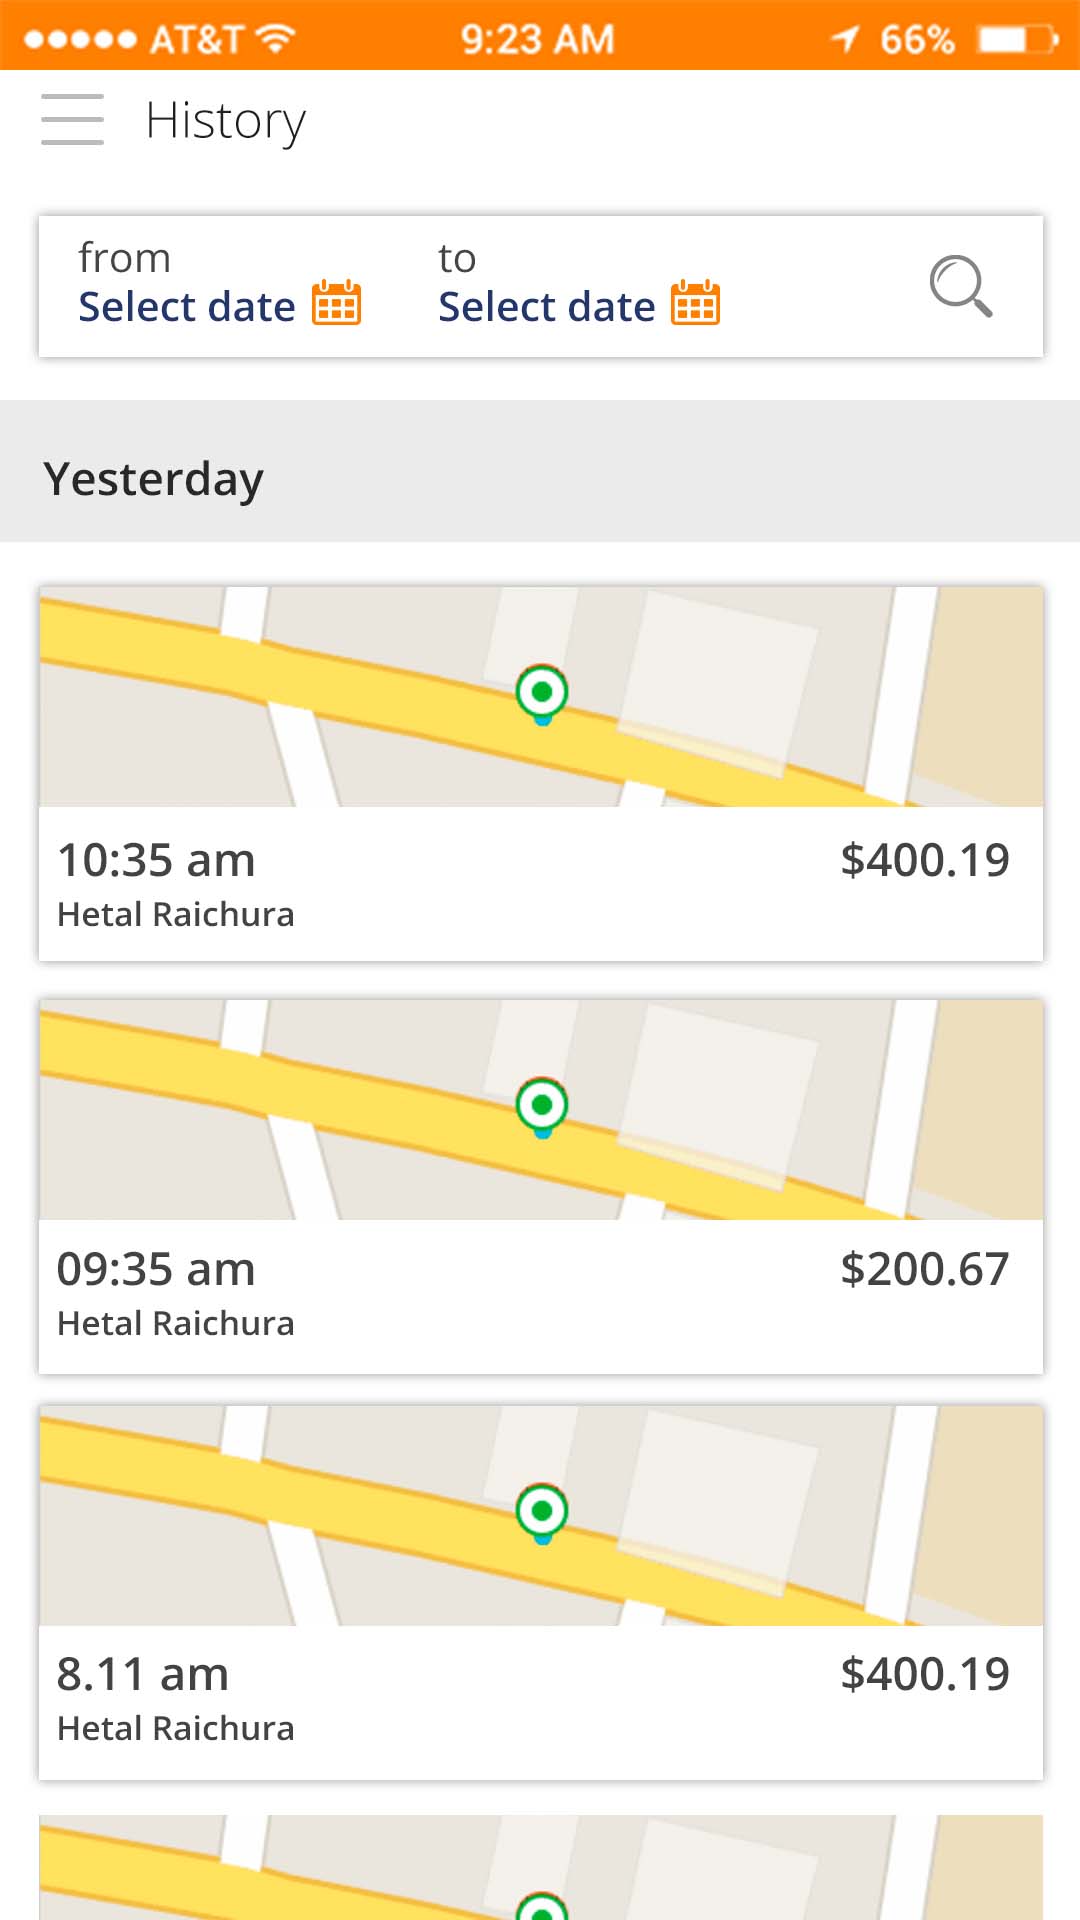 AT&T 9:23 AM 66%
History
from to
Select date Select date
Yesterday
10:35 am $400.19
Hetal Raichura
09:35 am $200.67
Hetal Raichura
8.11 am $400.19
Hetal Raichura